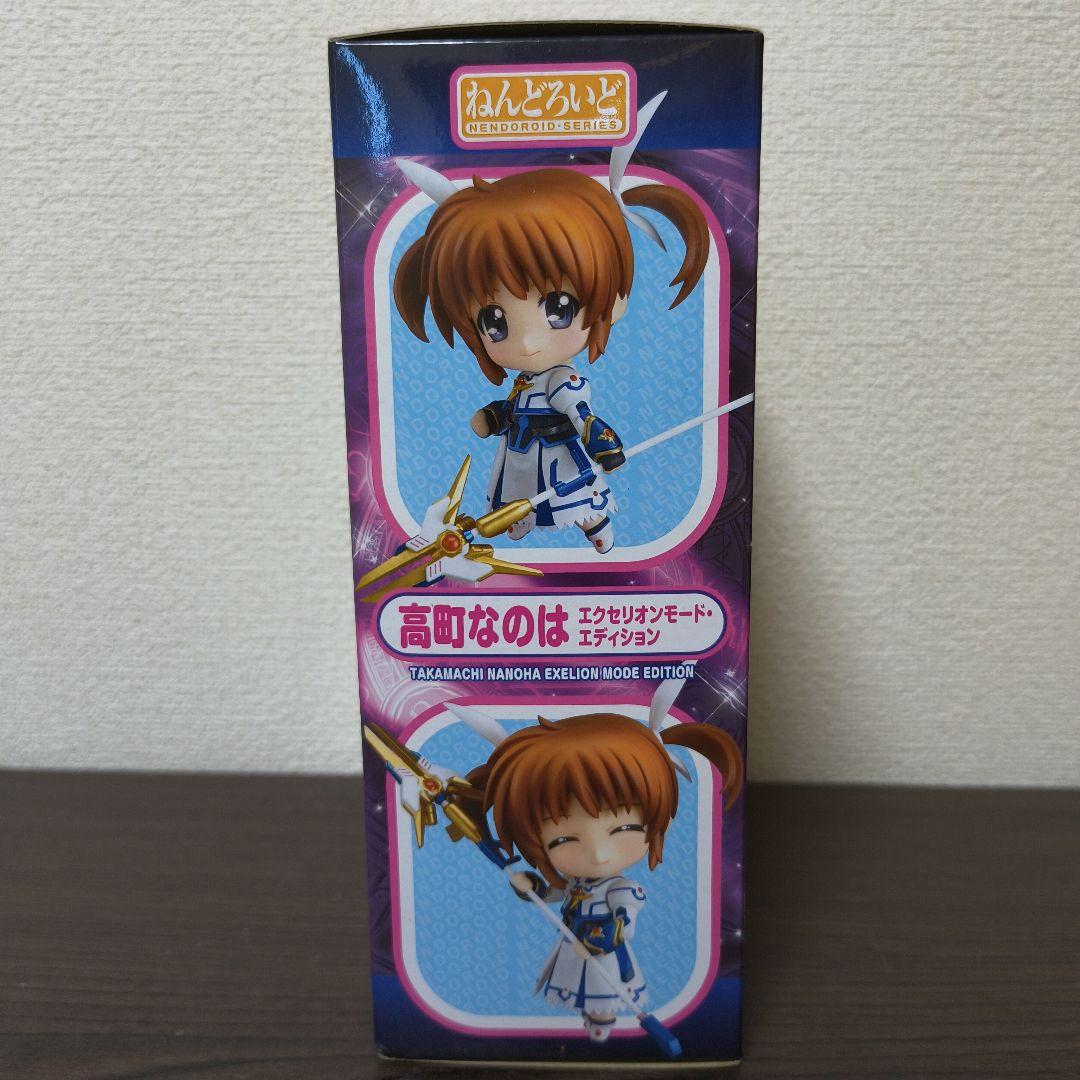 ねんどろいど
NENDOROID•SERIES
高町なのは エクセリオンモード・
エディション
TAKAMACHI NANOHA EXELION MODE EDITION